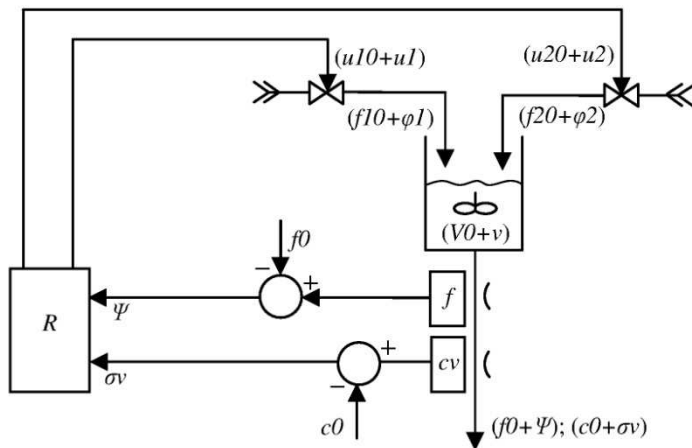 (u10+u1)
(u20+u2)
(f10+φ1)
(f20+φ2)
(V0+v)
f0
−
+
f
R
Ψ
σv
+
cv
−
c0
(f0+Ψ); (c0+σv)